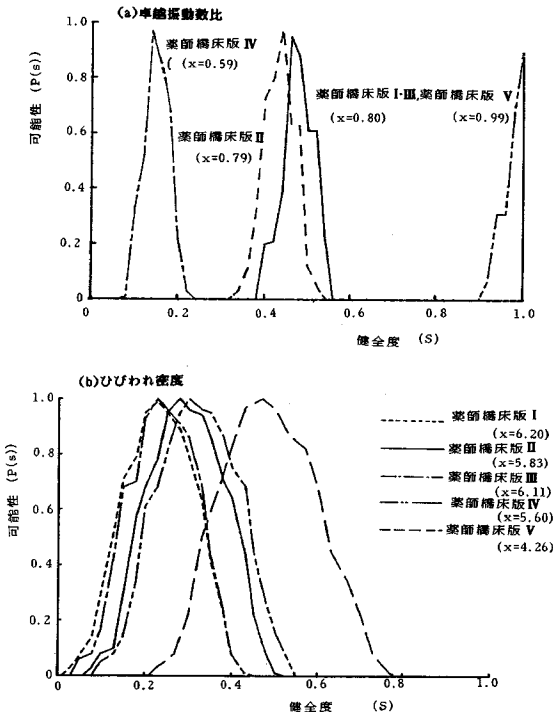 (a)卓越振動数比
薬師橋床版 IV
( (x=0.59)
薬師橋床版 I·III,薬師橋床版 V
(x=0.80) (x=0.99)
薬師橋床版 II
(x=0.79)
可能性 (P(s))
1.0
0.8
0.6
0.4
0.2
0
0 0.2 0.4 0.6 0.8 1.0
健全度 (S)
(b)ひびわれ密度
薬師橋床版 I
(x=6.20)
薬師橋床版 II
(x=5.83)
薬師橋床版 III
(x=6.11)
薬師橋床版 IV
(x=5.60)
薬師橋床版 V
(x=4.26)
可能性 (P(s))
1.0
0.8
0.6
0.4
0.2
0
0 0.2 0.4 0.6 0.8 1.0
健全度 (S)